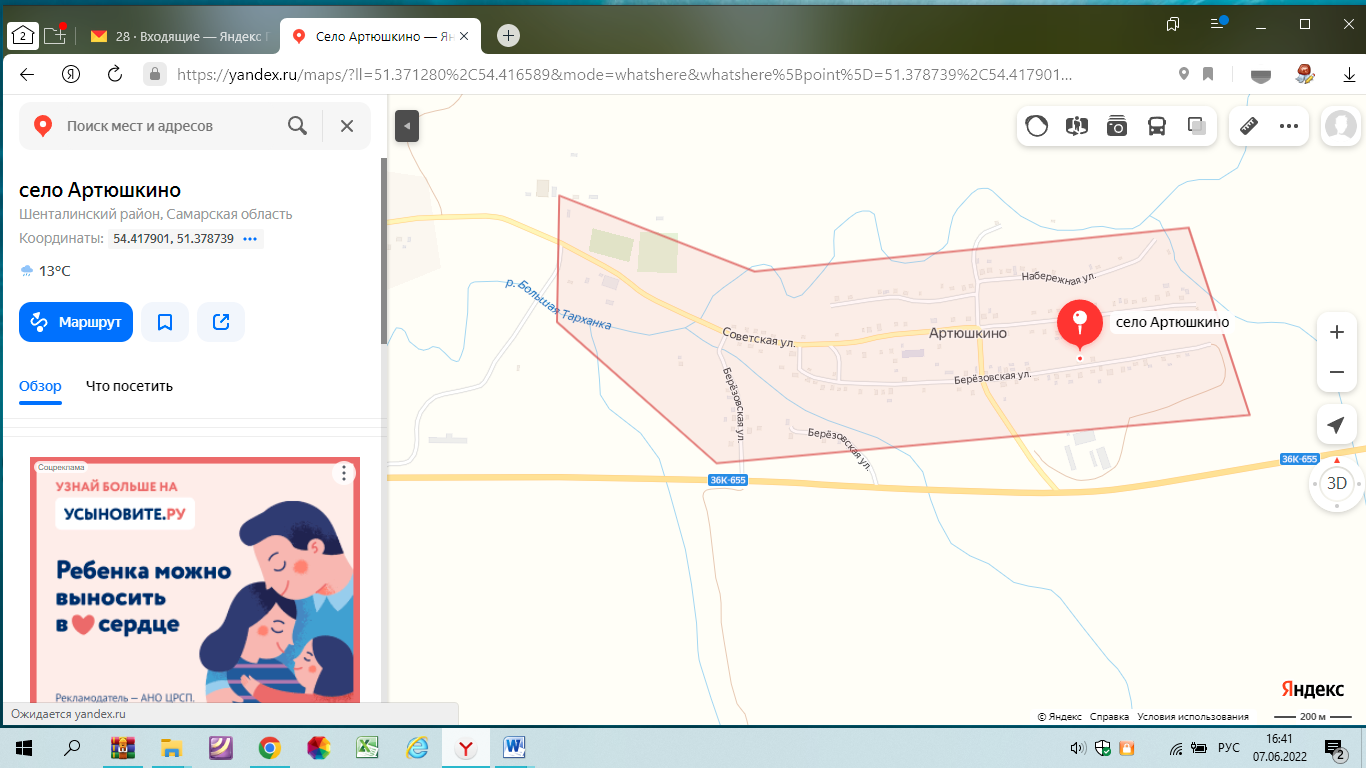 2
28 · Входящие — Яндекс
Село Артюшкино — Ян
https://yandex.ru/maps/?ll=51.371280%2C54.416589&mode=whatshere&whatshere%5Bpoint%5D=51.378739%2C54.417901...
Поиск мест и адресов
село Артюшкино
Шенталинский район, Самарская область
Координаты: 54.417901, 51.378739
13°C
Маршрут
Обзор
Что посетить
Соцреклама
УЗНАЙ БОЛЬШЕ НА
УСЫНОВИТЕ.РУ
Ребенка можно
выносить
в сердце
Рекламодатель — АНО ЦРСП.
Ожидается yandex.ru
р. Большая Тарханка
Набережная ул.
Советская ул.
Артюшкино
село Артюшкино
Берёзовская ул.
Берёзовская ул.
Берёзовская ул.
36К-655
36К-655
3D
Яндекс
© Яндекс Справка Условия использования
200 м
РУС
16:41
07.06.2022
2